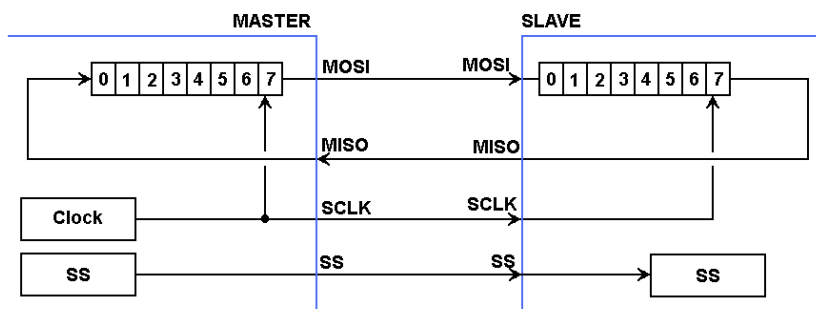 MASTER SLAVE
0 1 2 3 4 5 6 7 MOSI MOSI 0 1 2 3 4 5 6 7
MISO MISO
Clock SCLK SCLK
SS SS SS SS